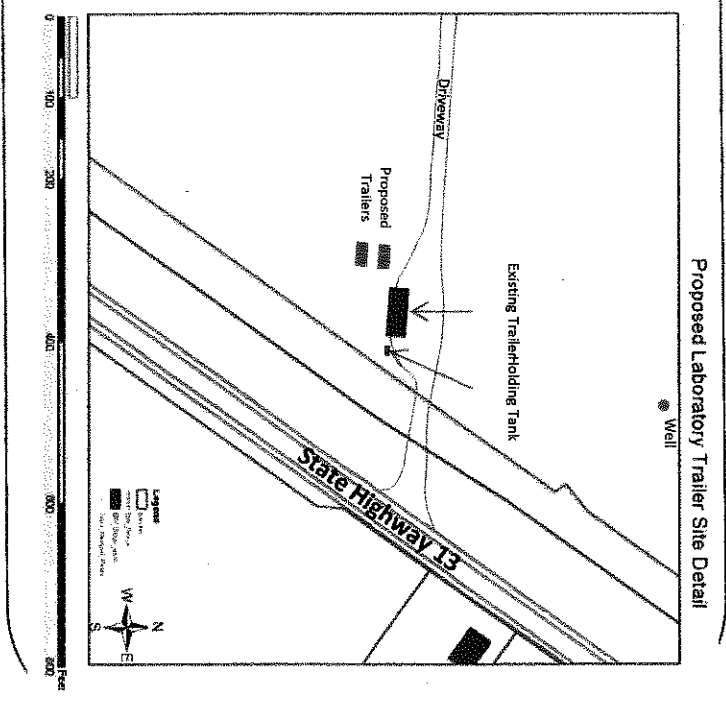 Proposed Laboratory Trailer Site Detail
Well
Existing Trailer
Holding Tank
Driveway
Proposed
Trailers
State Highway 13
Legend
N
W
E
S
0
100
200
400
600
800
Feet